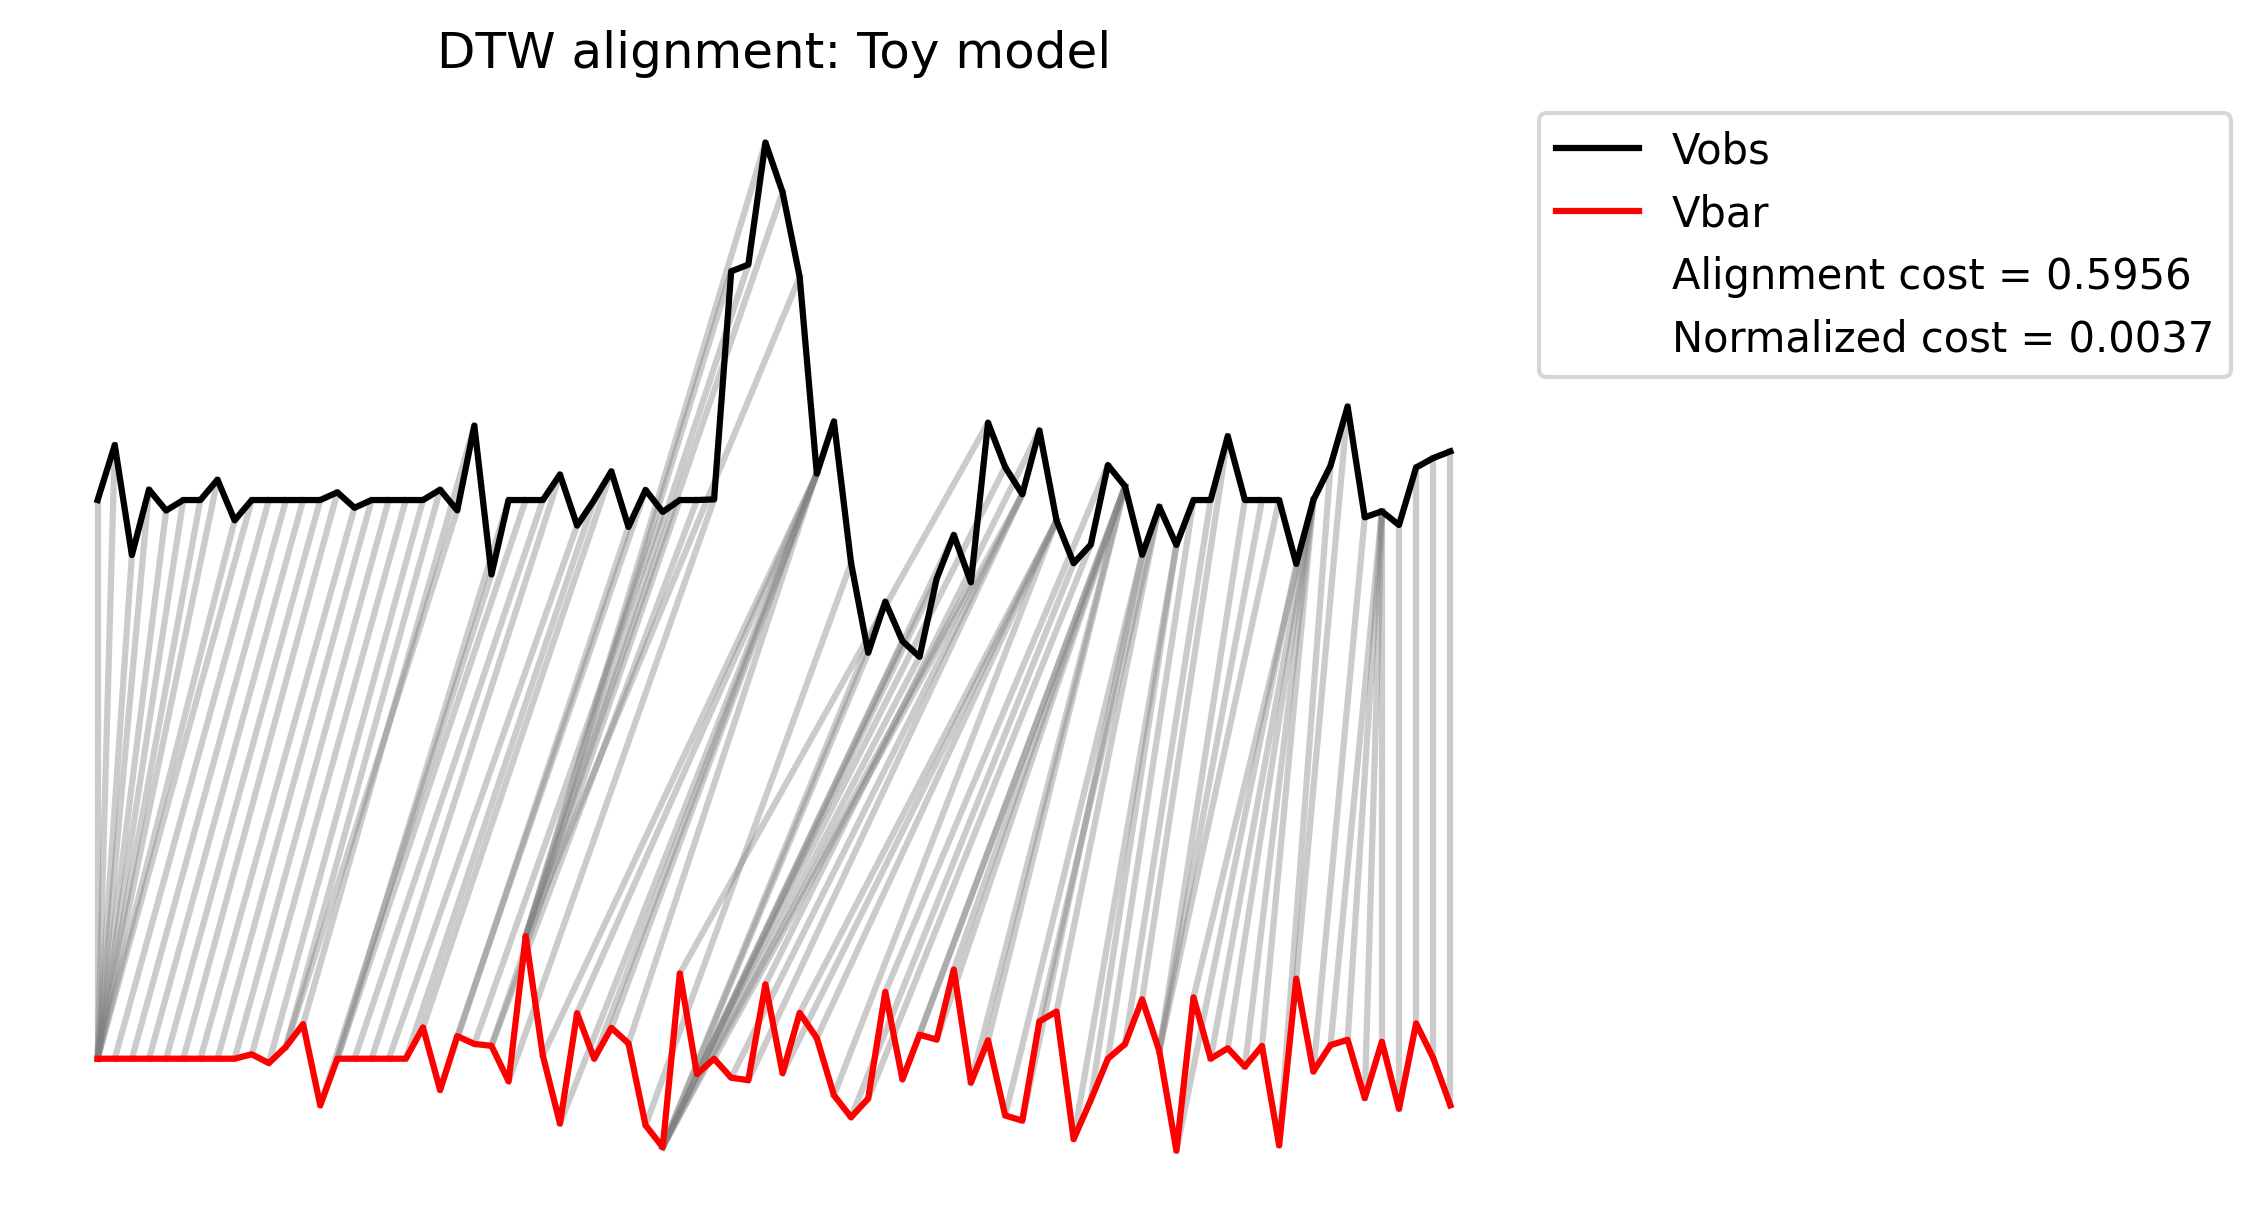 DTW alignment: Toy model
Vobs
Vbar
Alignment cost = 0.5956
Normalized cost = 0.0037